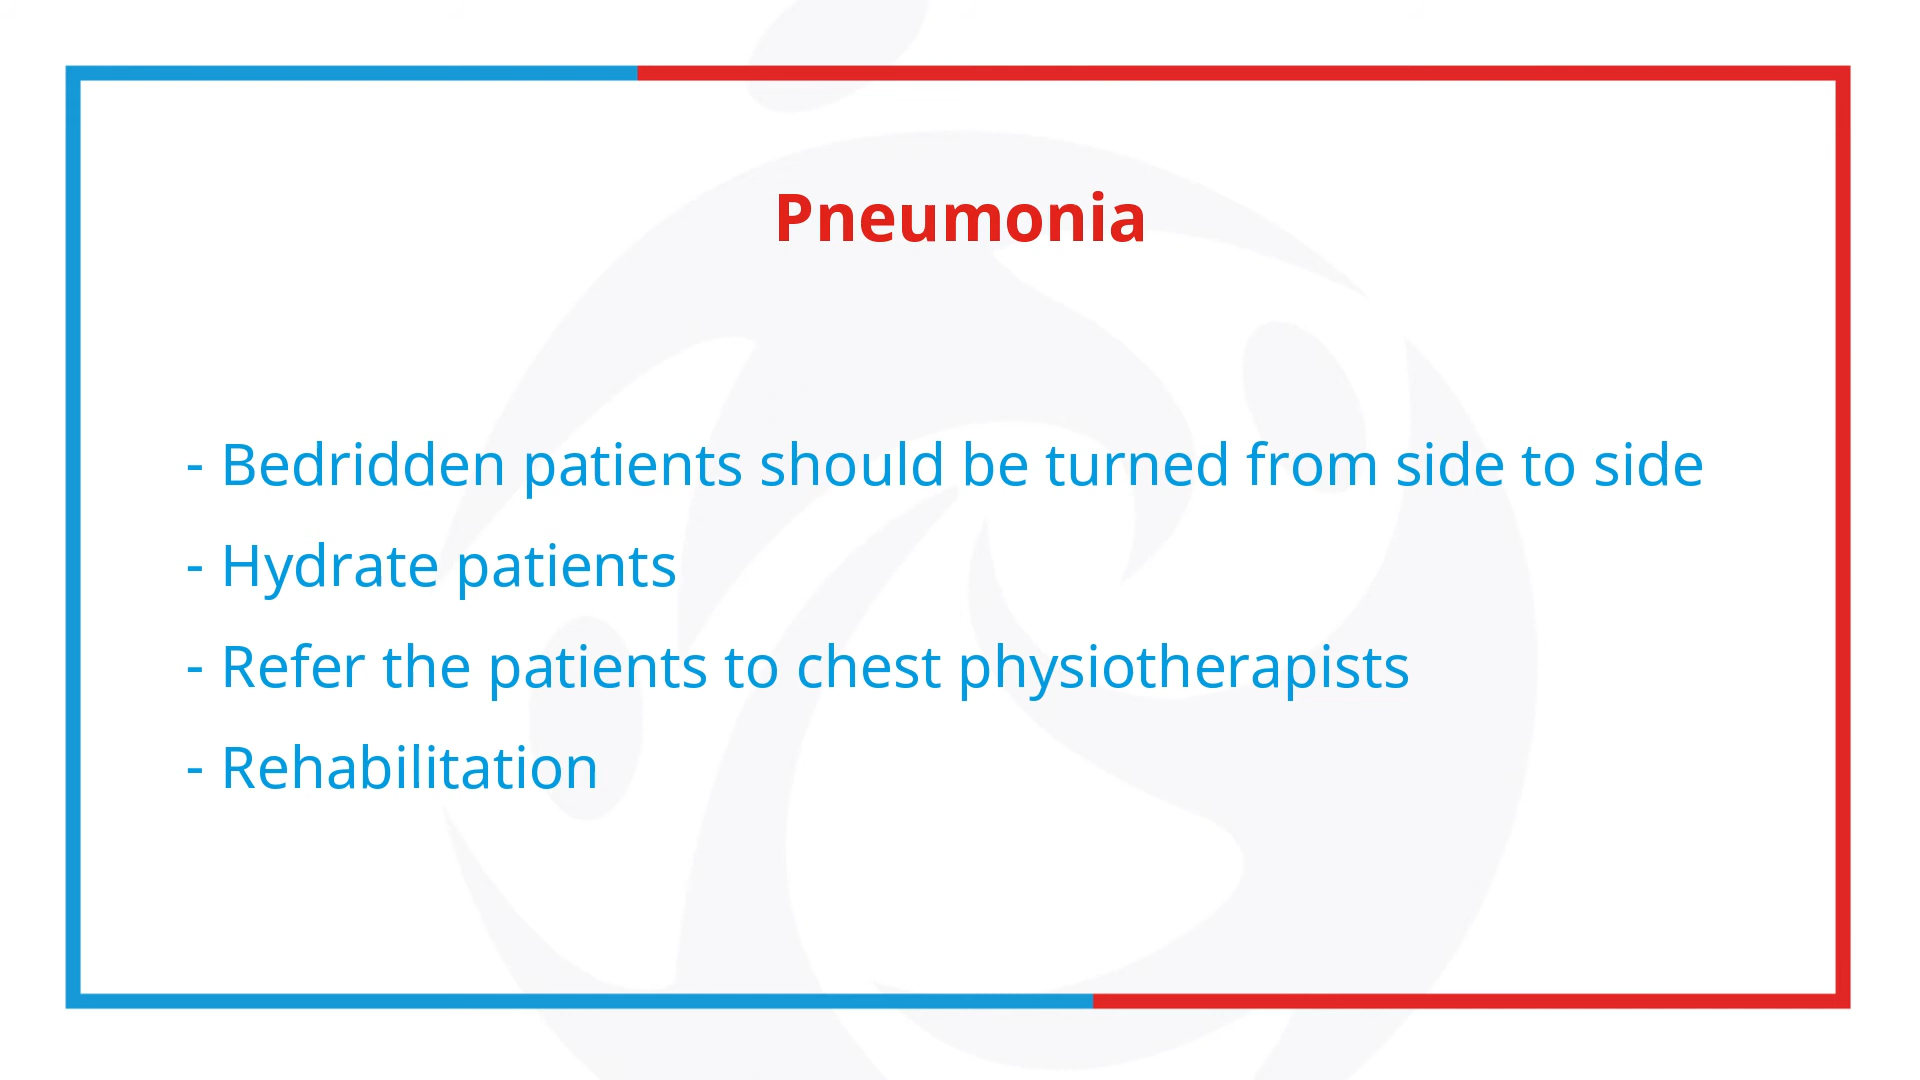 Pneumonia
- Bedridden patients should be turned from side to side
- Hydrate patients
- Refer the patients to chest physiotherapists
- Rehabilitation